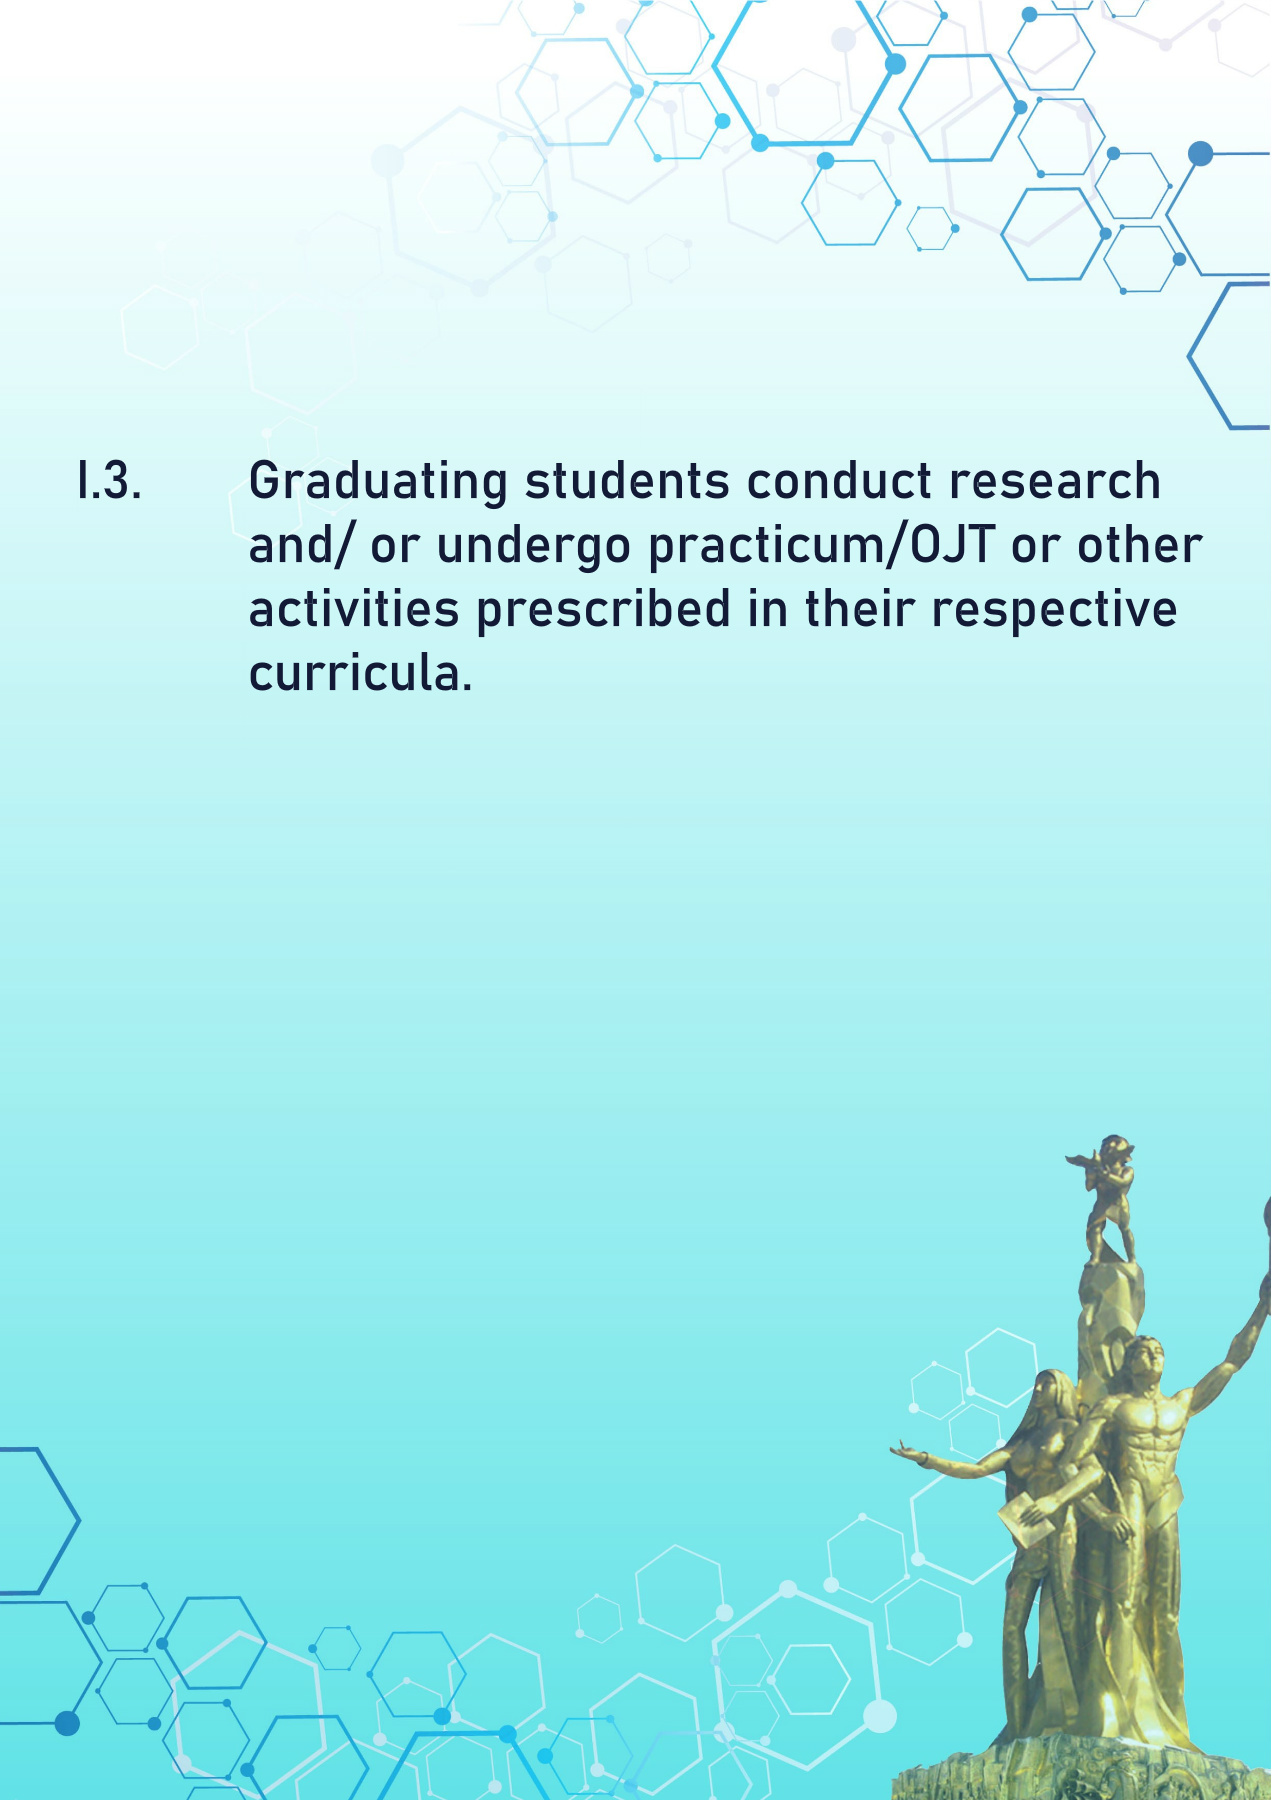 I.3. Graduating students conduct research
and/ or undergo practicum/OJT or other
activities prescribed in their respective
curricula.